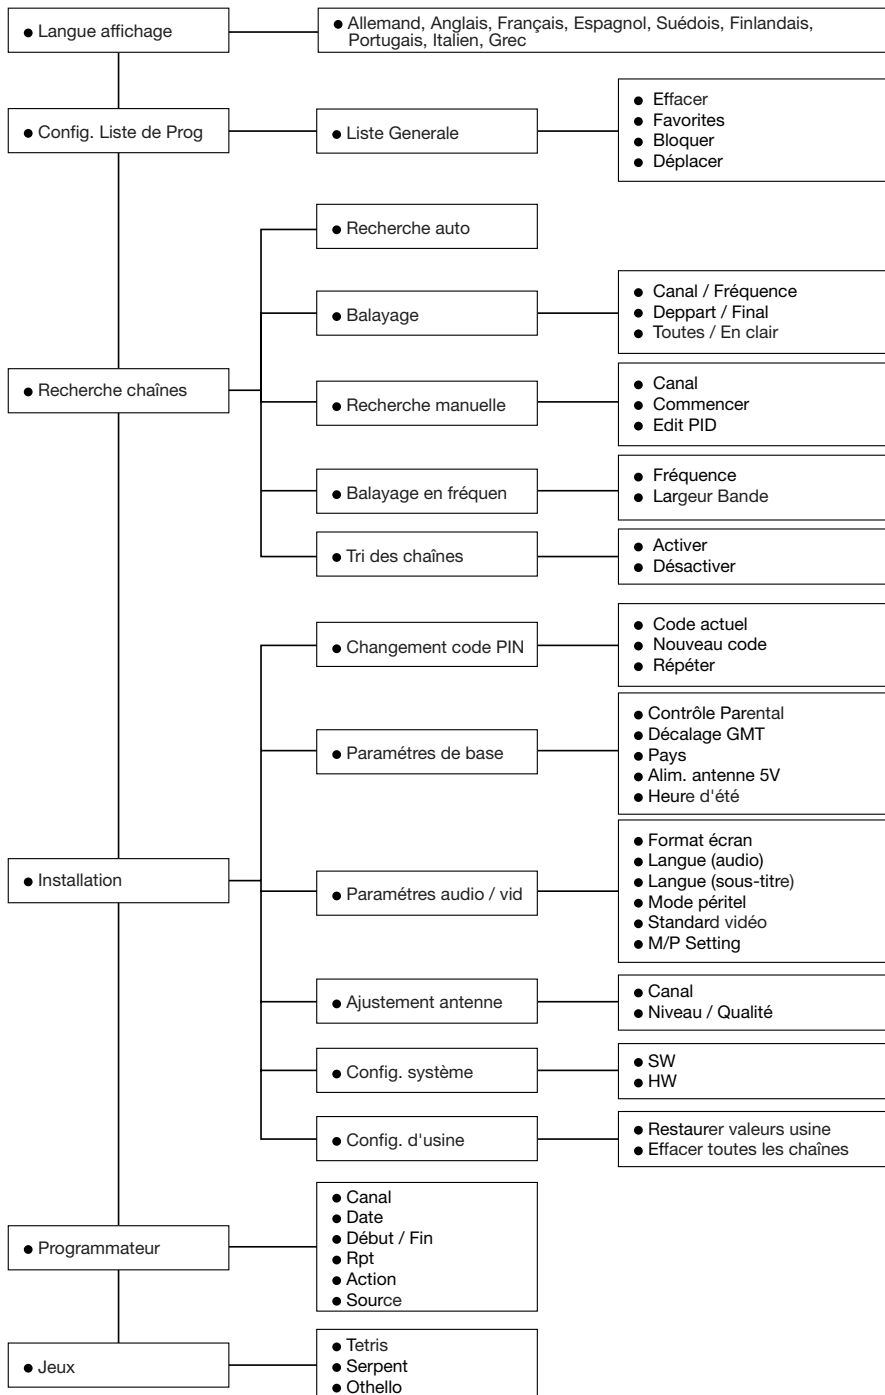 ● Langue affichage
● Allemand, Anglais, Français, Espagnol, Suédois, Finlandais,
Portugais, Italien, Grec
● Config. Liste de Prog
● Liste Generale
● Effacer
● Favorites
● Bloquer
● Déplacer
● Recherche chaînes
● Recherche auto
● Balayage
● Canal / Fréquence
● Deppart / Final
● Toutes / En clair
● Recherche manuelle
● Canal
● Commencer
● Edit PID
● Balayage en fréquen
● Fréquence
● Largeur Bande
● Tri des chaînes
● Activer
● Désactiver
● Installation
● Changement code PIN
● Code actuel
● Nouveau code
● Répéter
● Paramétres de base
● Contrôle Parental
● Décalage GMT
● Pays
● Alim. antenne 5V
● Heure d'été
● Paramétres audio / vid
● Format écran
● Langue (audio)
● Langue (sous-titre)
● Mode péritel
● Standard vidéo
● M/P Setting
● Ajustement antenne
● Canal
● Niveau / Qualité
● Config. système
● SW
● HW
● Config. d'usine
● Restaurer valeurs usine
● Effacer toutes les chaînes
● Programmateur
● Canal
● Date
● Début / Fin
● Rpt
● Action
● Source
● Jeux
● Tetris
● Serpent
● Othello